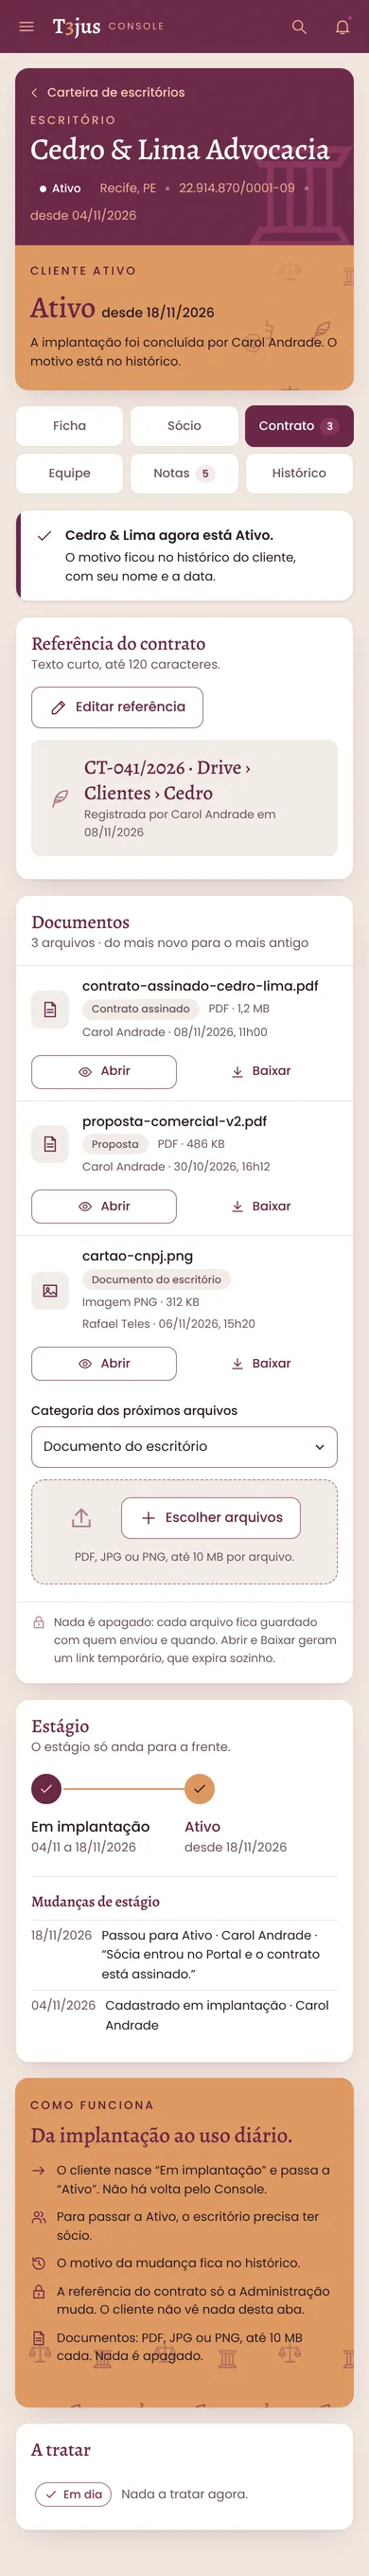 T3jus CONSOLE
Carteira de escritórios
ESCRITÓRIO
Cedro & Lima Advocacia
Ativo Recife, PE • 22.914.870/0001-09 •
desde 04/11/2026
CLIENTE ATIVO
Ativo desde 18/11/2026
A implantação foi concluída por Carol Andrade. O
motivo está no histórico.
Ficha Sócio Contrato 3
Equipe Notas 5 Histórico
Cedro & Lima agora está Ativo.
O motivo ficou no histórico do cliente,
com seu nome e a data.
Referência do contrato
Texto curto, até 120 caracteres.
Editar referência
CT-041/2026 · Drive ›
Clientes › Cedro
Registrada por Carol Andrade em
08/11/2026
Documentos
3 arquivos · do mais novo para o mais antigo
contrato-assinado-cedro-lima.pdf
Contrato assinado PDF · 1,2 MB
Carol Andrade · 08/11/2026, 11h00
Abrir Baixar
proposta-comercial-v2.pdf
Proposta PDF · 486 KB
Carol Andrade · 30/10/2026, 16h12
Abrir Baixar
cartao-cnpj.png
Documento do escritório
Imagem PNG · 312 KB
Rafael Teles · 06/11/2026, 15h20
Abrir Baixar
Categoria dos próximos arquivos
Documento do escritório
Escolher arquivos
PDF, JPG ou PNG, até 10 MB por arquivo.
Nada é apagado: cada arquivo fica guardado
com quem enviou e quando. Abrir e Baixar geram
um link temporário, que expira sozinho.
Estágio
O estágio só anda para a frente.
Em implantação Ativo
04/11 a 18/11/2026 desde 18/11/2026
Mudanças de estágio
18/11/2026 Passou para Ativo · Carol Andrade ·
“Sócia entrou no Portal e o contrato
está assinado.”
04/11/2026 Cadastrado em implantação · Carol
Andrade
COMO FUNCIONA
Da implantação ao uso diário.
O cliente nasce “Em implantação” e passa a
“Ativo”. Não há volta pelo Console.
Para passar a Ativo, o escritório precisa ter
sócio.
O motivo da mudança fica no histórico.
A referência do contrato só a Administração
muda. O cliente não vê nada desta aba.
Documentos: PDF, JPG ou PNG, até 10 MB
cada. Nada é apagado.
A tratar
Em dia Nada a tratar agora.